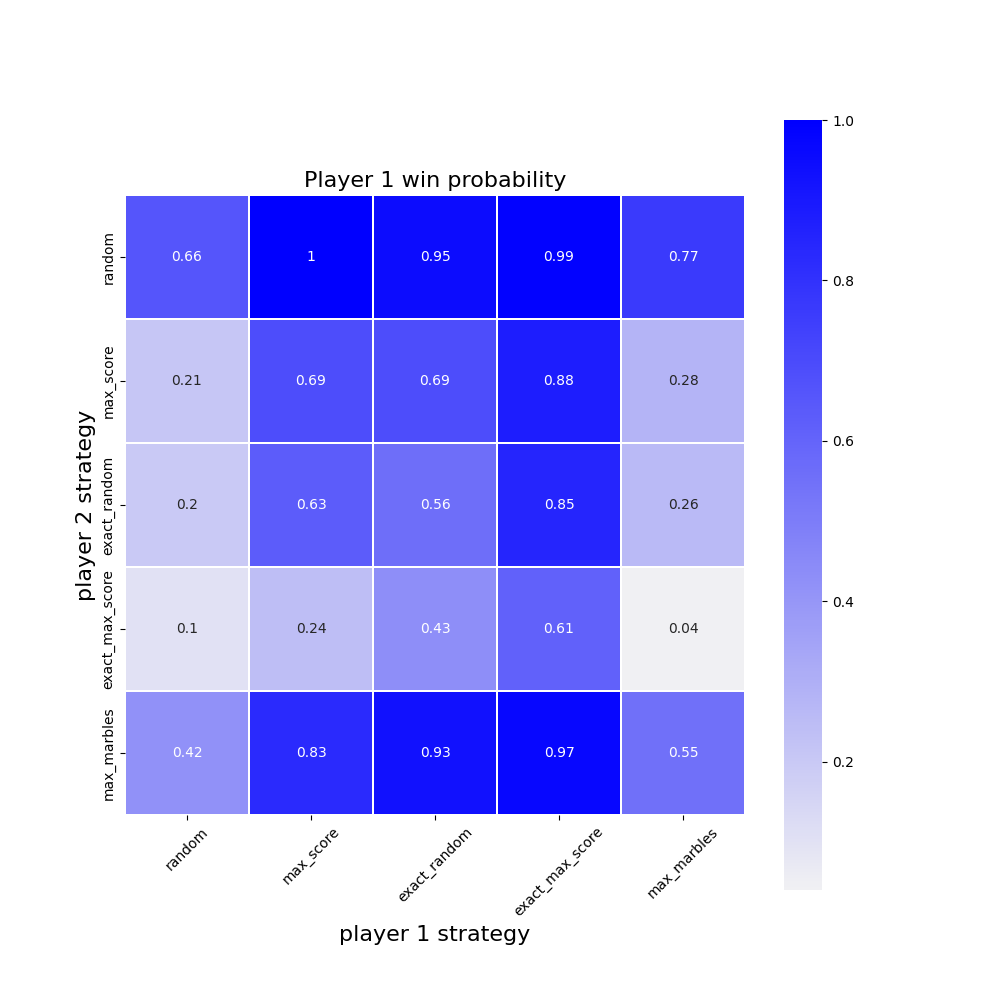 Player 1 win probability
player 2 strategy
random 0.66 1 0.95 0.99 0.77
max_score 0.21 0.69 0.69 0.88 0.28
exact_random 0.2 0.63 0.56 0.85 0.26
exact_max_score 0.1 0.24 0.43 0.61 0.04
max_marbles 0.42 0.83 0.93 0.97 0.55
random max_score exact_random exact_max_score max_marbles
player 1 strategy
1.0
0.8
0.6
0.4
0.2